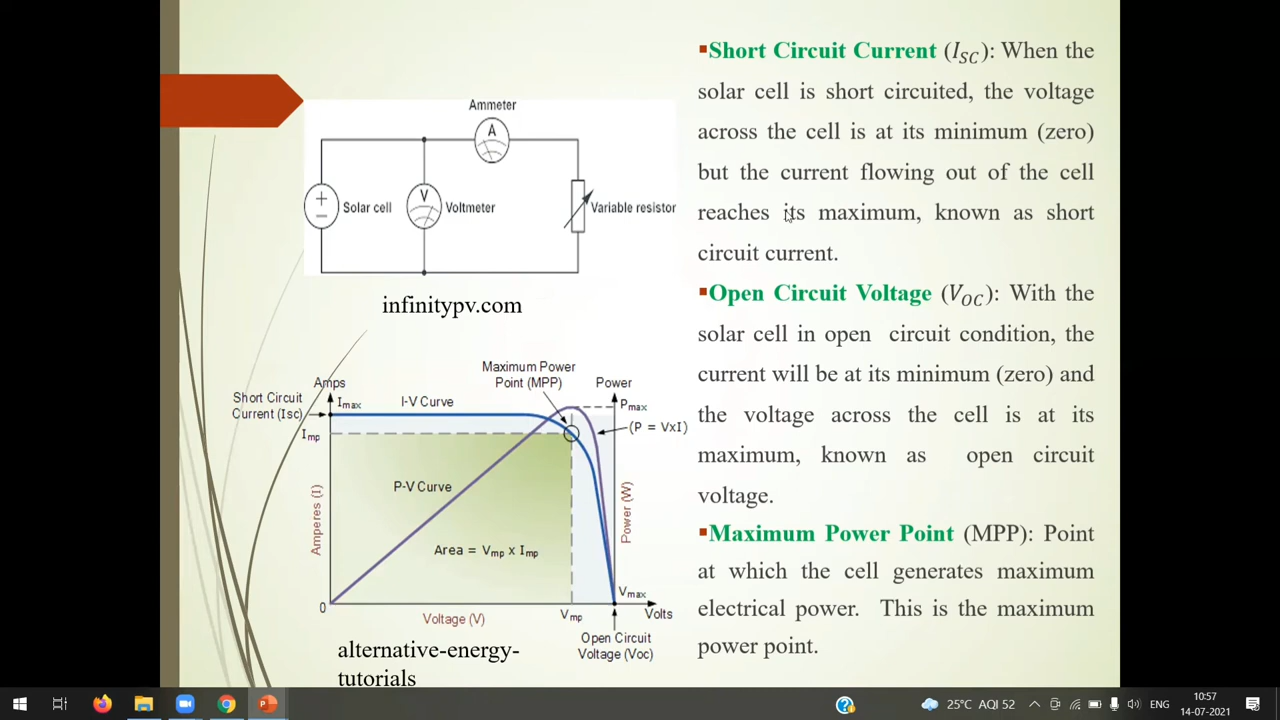 Ammeter
A
V
Solar cell
Voltmeter
Variable resistor
infinitypv.com
Maximum Power
Point (MPP)
Amps
Power
Short Circuit
Current (Isc)
Imax
I-V Curve
Pmax
(P = VxI)
Imp
P-V Curve
Amperes (I)
Power (W)
Area = Vmp x Imp
Vmax
0
Voltage (V)
Vmp
Volts
Open Circuit
Voltage (Voc)
alternative-energy-
tutorials
▪Short Circuit Current (ISC): When the
solar cell is short circuited, the voltage
across the cell is at its minimum (zero)
but the current flowing out of the cell
reaches its maximum, known as short
circuit current.
▪Open Circuit Voltage (VOC): With the
solar cell in open circuit condition, the
current will be at its minimum (zero) and
the voltage across the cell is at its
maximum, known as open circuit
voltage.
▪Maximum Power Point (MPP): Point
at which the cell generates maximum
electrical power. This is the maximum
power point.
25°C AQI 52
ENG
10:57
14-07-2021